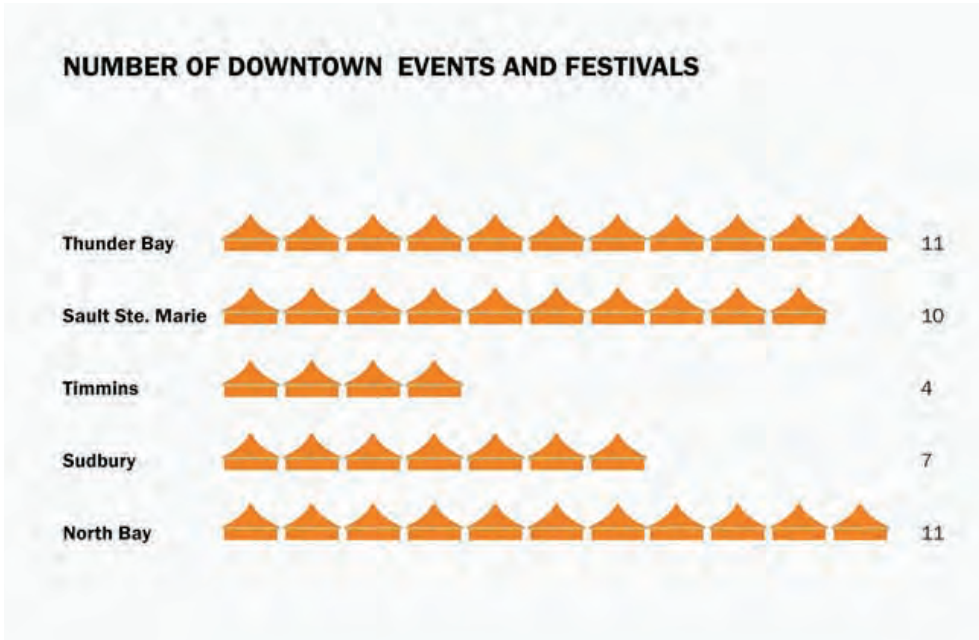 NUMBER OF DOWNTOWN EVENTS AND FESTIVALS
Thunder Bay 11
Sault Ste. Marie 10
Timmins 4
Sudbury 7
North Bay 11